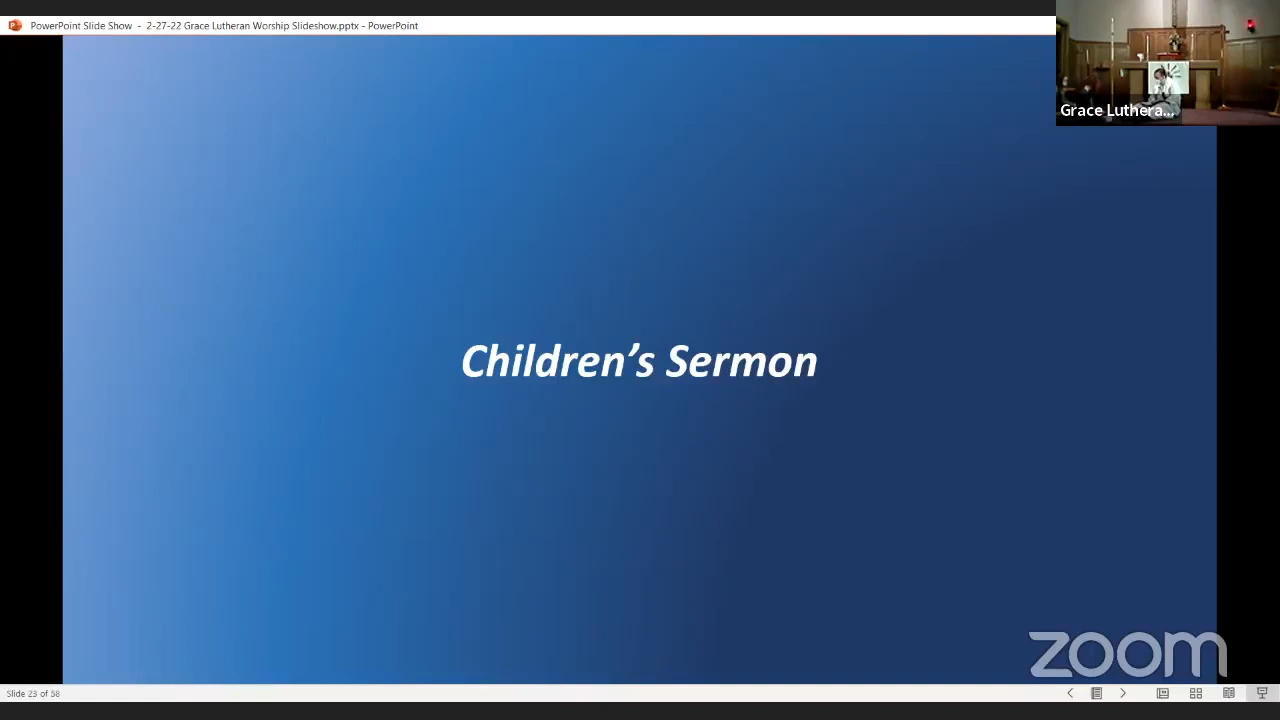 PowerPoint Slide Show - 2-27-22 Grace Lutheran Worship Slideshow.pptx - PowerPoint
Grace Luthera...
Children's Sermon
zoom
Slide 23 of 58